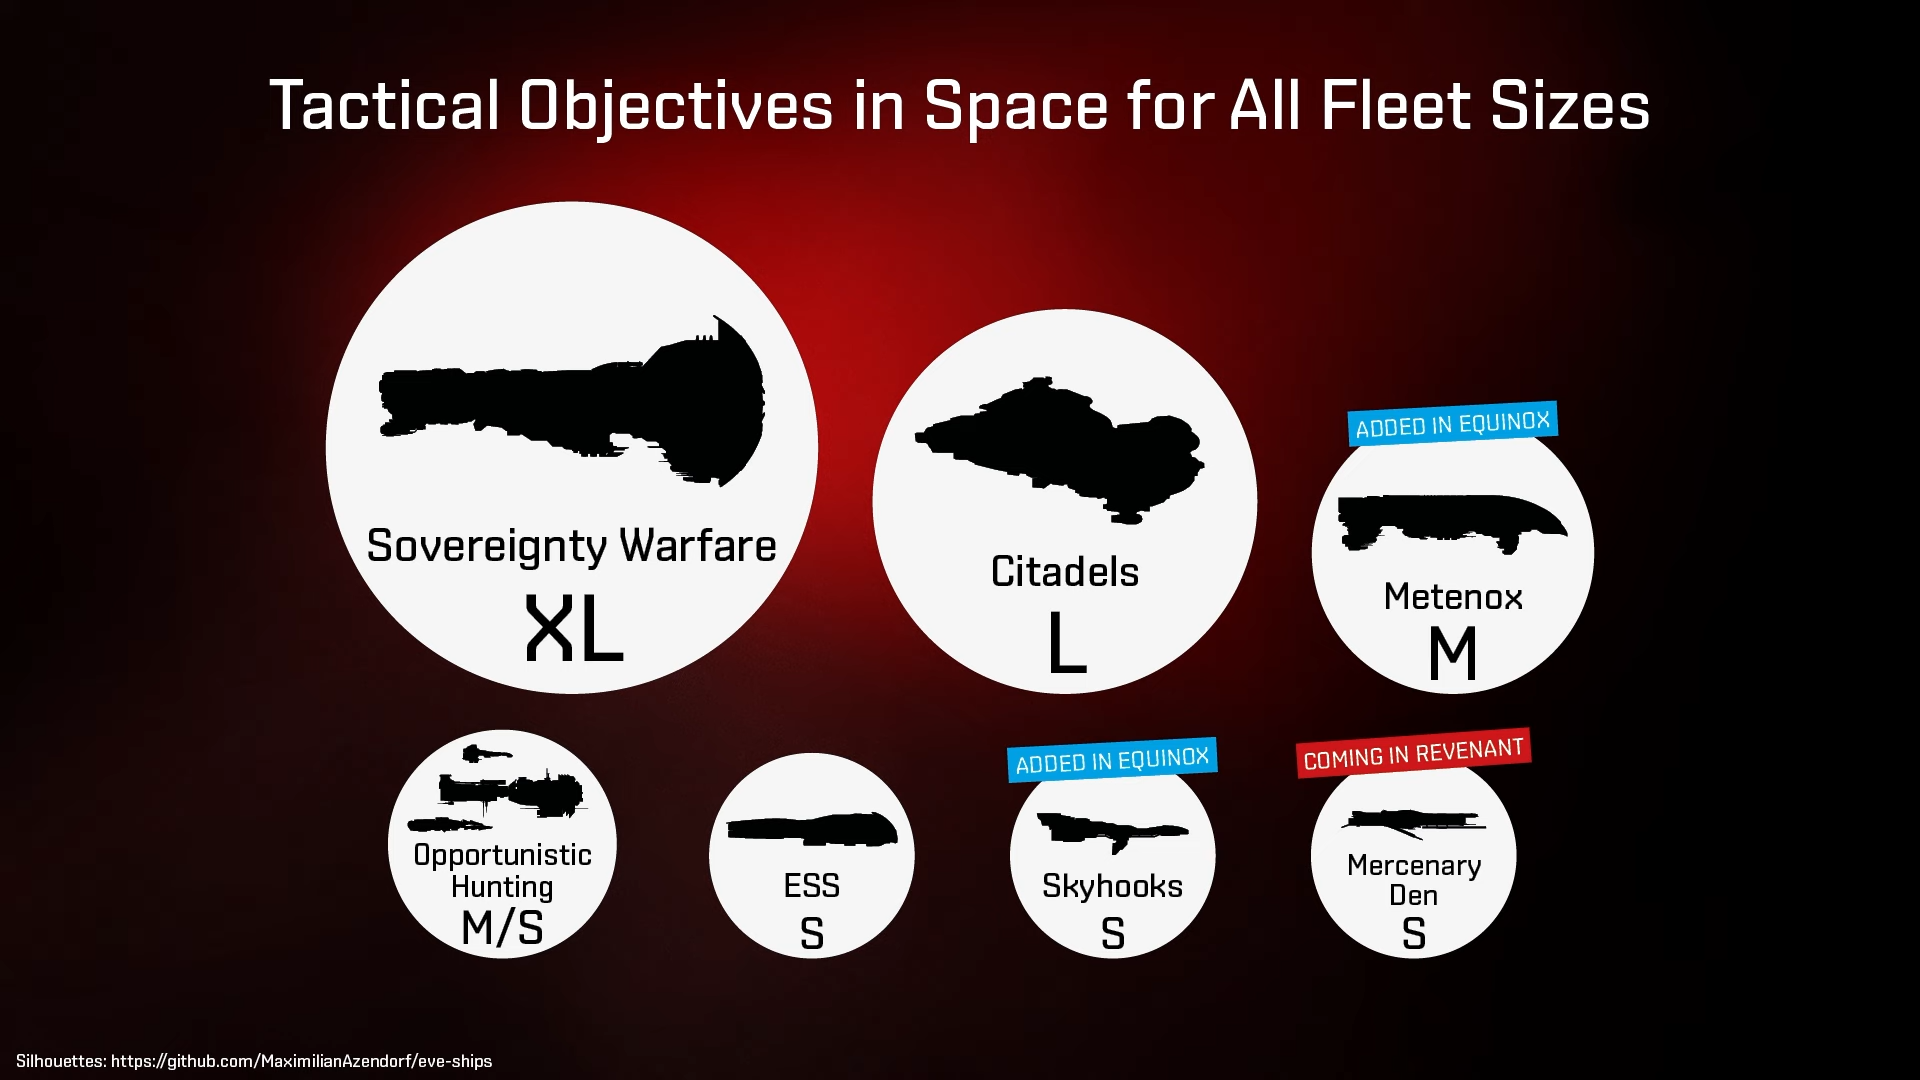 Tactical Objectives in Space for All Fleet Sizes
Sovereignty Warfare
XL
Citadels
L
ADDED IN EQUINOX
Metenox
M
Opportunistic
Hunting
M/S
ESS
S
ADDED IN EQUINOX
Skyhooks
S
COMING IN REVENANT
Mercenary
Den
S
Silhouettes: https://github.com/MaximilianAzendorf/eve-ships